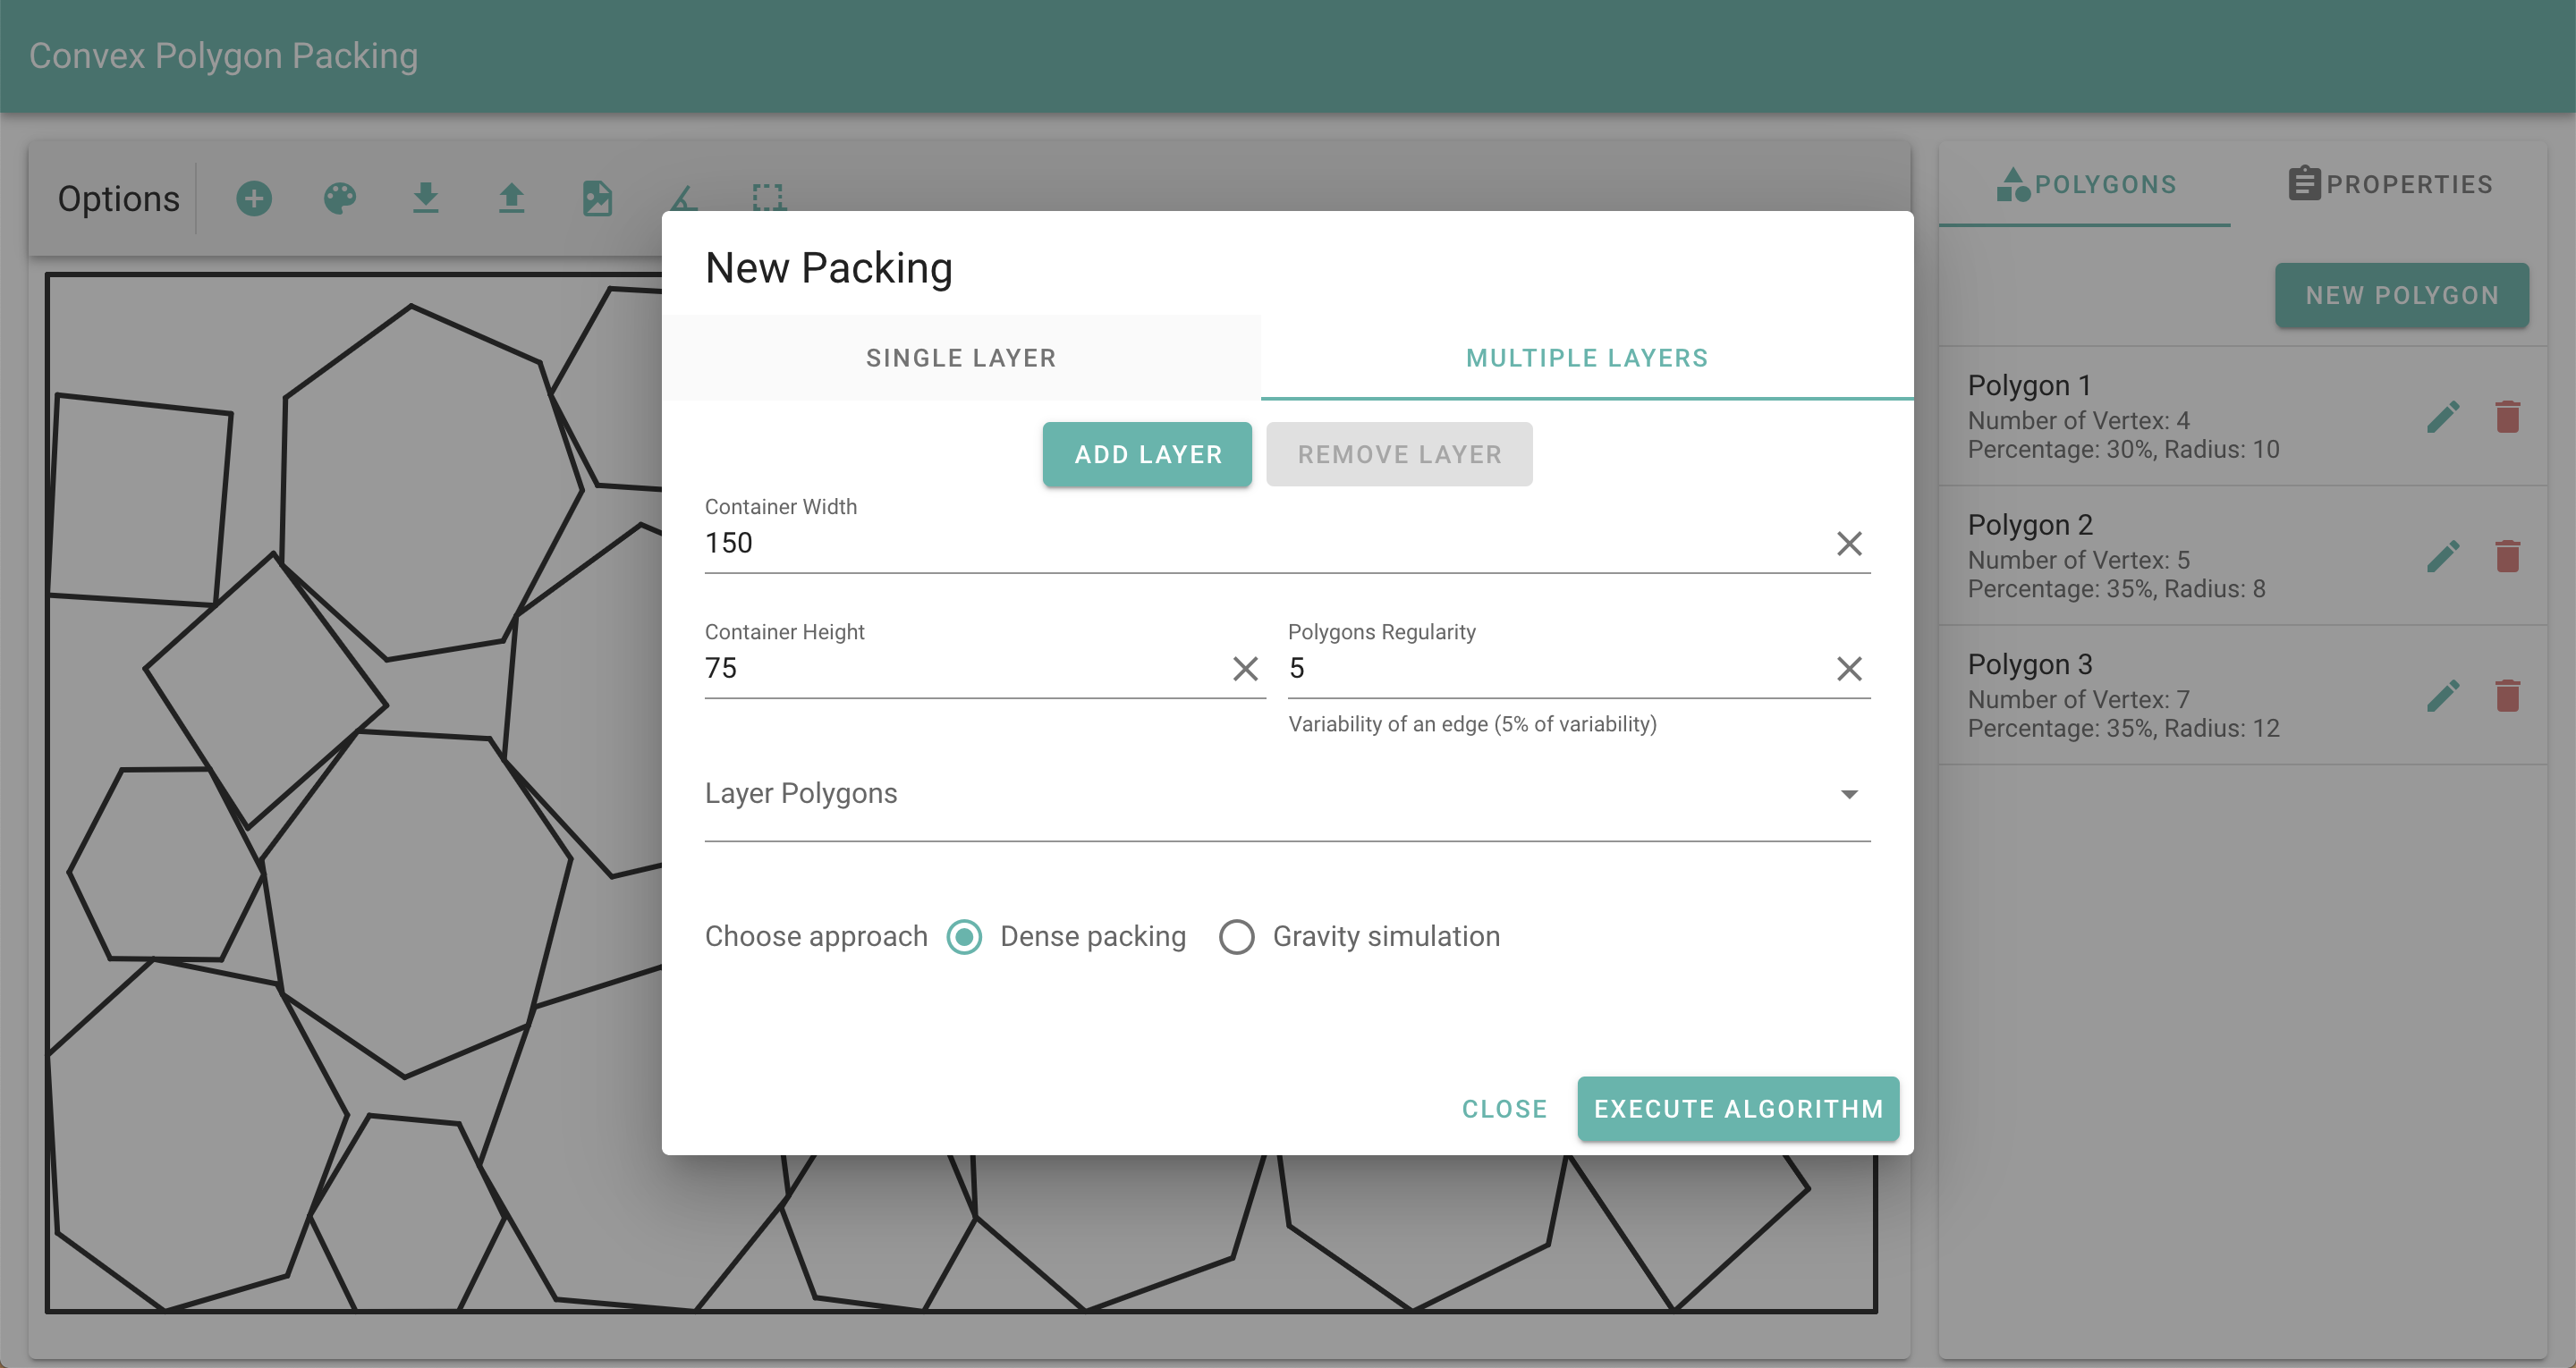 Convex Polygon Packing
Options
POLYGONS
PROPERTIES
NEW POLYGON
Polygon 1
Number of Vertex: 4
Percentage: 30%, Radius: 10
Polygon 2
Number of Vertex: 5
Percentage: 35%, Radius: 8
Polygon 3
Number of Vertex: 7
Percentage: 35%, Radius: 12
New Packing
SINGLE LAYER
MULTIPLE LAYERS
ADD LAYER
REMOVE LAYER
Container Width
150
Container Height
75
Polygons Regularity
5
Variability of an edge (5% of variability)
Layer Polygons
Choose approach
Dense packing
Gravity simulation
CLOSE
EXECUTE ALGORITHM